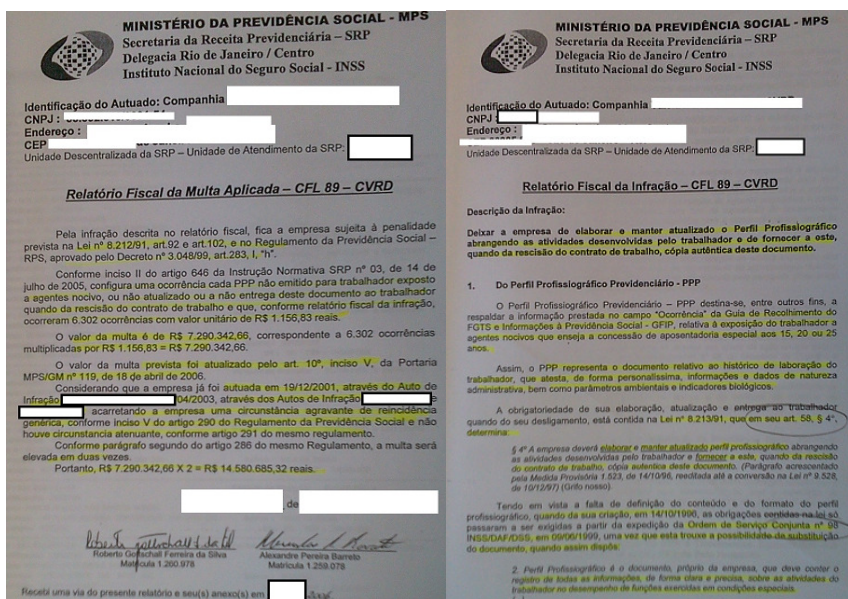 MINISTÉRIO DA PREVIDÊNCIA SOCIAL - MPS
Secretaria da Receita Previdenciária – SRP
Delegacia Rio de Janeiro / Centro
Instituto Nacional do Seguro Social - INSS
Identificação do Autuado: Companhia
CNPJ :
Endereço :
CEP
Unidade Descentralizada da SRP – Unidade de Atendimento da SRP:
Relatório Fiscal da Multa Aplicada – CFL 89 – CVRD
Pela infração descrita no relatório fiscal, fica a empresa sujeita à penalidade
prevista na Lei nº 8.212/91, art.92 e art.102, e no Regulamento da Previdência Social –
RPS, aprovado pelo Decreto nº 3.048/99, art.283, I, "h".
Conforme inciso II do artigo 646 da Instrução Normativa SRP nº 03, de 14 de
julho de 2005, configura uma ocorrência cada PPP não emitido para trabalhador exposto
a agentes nocivo, ou não atualizado ou a não entrega deste documento ao trabalhador
quando da rescisão do contrato de trabalho e que, conforme relatório fiscal da infração,
ocorreram 6.302 ocorrências com valor unitário de R$ 1.156,83 reais.
O valor da multa é de R$ 7.290.342,66, correspondente a 6.302 ocorrências
multiplicadas por R$ 1.156,83 = R$ 7.290.342,66.
O valor da multa prevista foi atualizado pelo art. 10º, inciso V, da Portaria
MPS/GM nº 119, de 18 de abril de 2006.
Considerando que a empresa já foi autuada em 19/12/2001, através do Auto de
Infração 04/2003, através dos Autos de Infração e
acarretando a empresa uma circunstância agravante de reincidência
genérica, conforme inciso V do artigo 290 do Regulamento da Previdência Social e não
houve circunstancia atenuante, conforme artigo 291 do mesmo regulamento.
Conforme parágrafo segundo do artigo 286 do mesmo Regulamento, a multa será
elevada em duas vezes.
Portanto, R$ 7.290.342,66 X 2 = R$ 14.580.685,32 reais.
, de
Roberto Gottschall Ferreira da Silva
Matrícula 1.260.978
Alexandre Pereira Barreto
Matrícula 1.259.078
Recebi uma via do presente relatório e seu(s) anexo(s) em
MINISTÉRIO DA PREVIDÊNCIA SOCIAL - MPS
Secretaria da Receita Previdenciária – SRP
Delegacia Rio de Janeiro / Centro
Instituto Nacional do Seguro Social - INSS
Identificação do Autuado: Companhia
CNPJ :
Endereço :
Unidade Descentralizada da SRP – Unidade de Atendimento da SRP:
Relatório Fiscal da Infração – CFL 89 – CVRD
Descrição da Infração:
Deixar a empresa de elaborar e manter atualizado o Perfil Profissiográfico
abrangendo as atividades desenvolvidas pelo trabalhador e de fornecer a este,
quando da rescisão do contrato de trabalho, cópia autêntica deste documento.
1. Do Perfil Profissiográfico Previdenciário - PPP
O Perfil Profissiográfico Previdenciário – PPP destina-se, entre outros fins, a
respaldar a informação prestada no campo "Ocorrência" da Guia de Recolhimento do
FGTS e Informações à Previdência Social - GFIP, relativa à exposição do trabalhador a
agentes nocivos que enseja a concessão de aposentadoria especial aos 15, 20 ou 25
anos.
Assim, o PPP representa o documento relativo ao histórico de laboração do
trabalhador, que atesta, de forma personalíssima, informações e dados de natureza
administrativa, bem como parâmetros ambientais e indicadores biológicos.
A obrigatoriedade de sua elaboração, atualização e entrega ao trabalhador
quando do seu desligamento, está contida na Lei nº 8.213/91, que em seu art. 58, § 4º,
determina:
§ 4º A empresa deverá elaborar e manter atualizado perfil profissiográfico abrangendo
as atividades desenvolvidas pelo trabalhador e fornecer a este, quando da rescisão
do contrato de trabalho, cópia autentica deste documento. (Parágrafo acrescentado
pela Medida Provisória 1.523, de 14/10/96, reeditada até a conversão na Lei nº 9.528,
de 10/12/97) (Grifo nosso).
Tendo em vista a falta de definição do conteúdo e do formato do perfil
profissiográfico, quando da sua criação, em 14/10/1996, as obrigações contidas na lei só
passaram a ser exigidas a partir da expedição da Ordem de Serviço Conjunta nº 98
INSS/DAF/DSS, em 09/06/1999, uma vez que esta trouxe a possibilidade da substituição
do documento, quando assim dispôs:
2. Perfil Profissiográfico é o documento, próprio da empresa, que deve conter o
registro de todas as informações, de forma clara e precisa, sobre as atividades do
trabalhador no desempenho de funções exercidas em condições especiais.